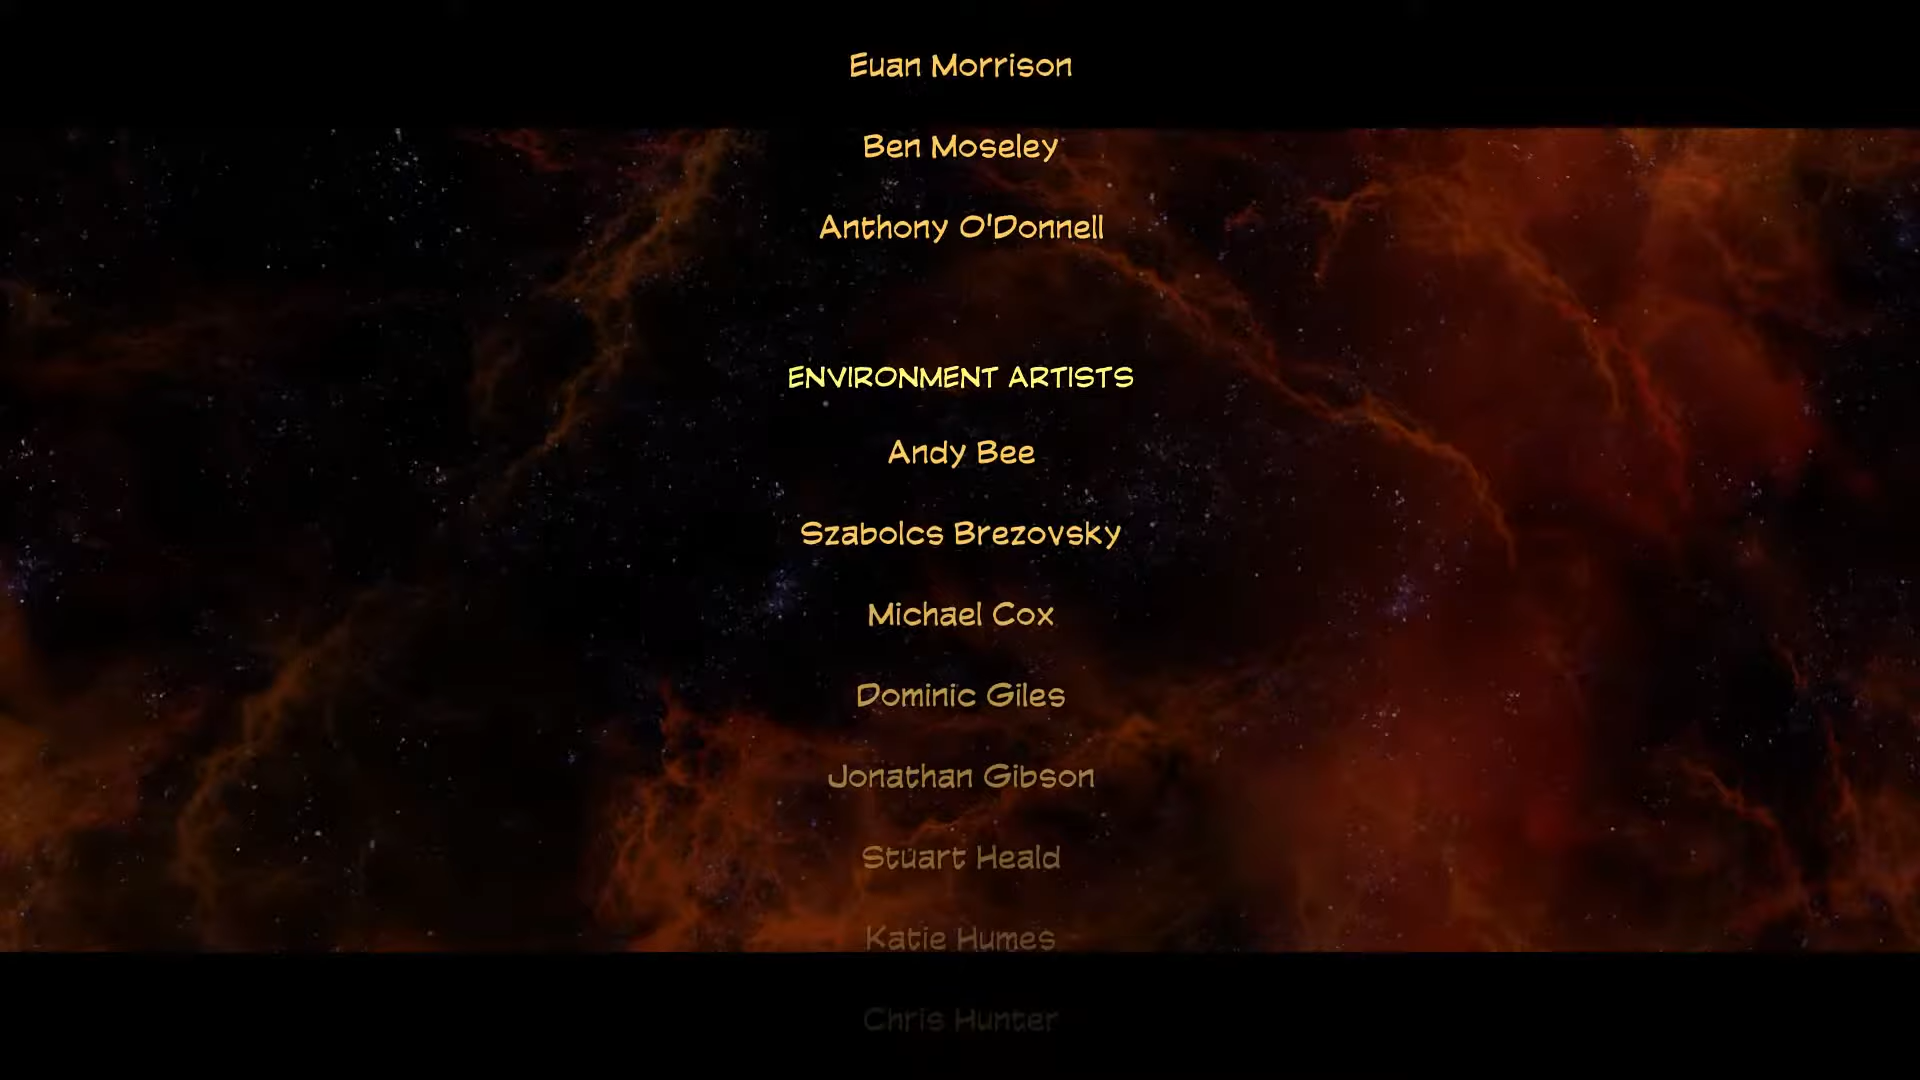 Euan Morrison
Ben Moseley
Anthony O'Donnell
ENVIRONMENT ARTISTS
Andy Bee
Szabolcs Brezovsky
Michael Cox
Dominic Giles
Jonathan Gibson
Stuart Heald
Katie Humes
Chris Hunter